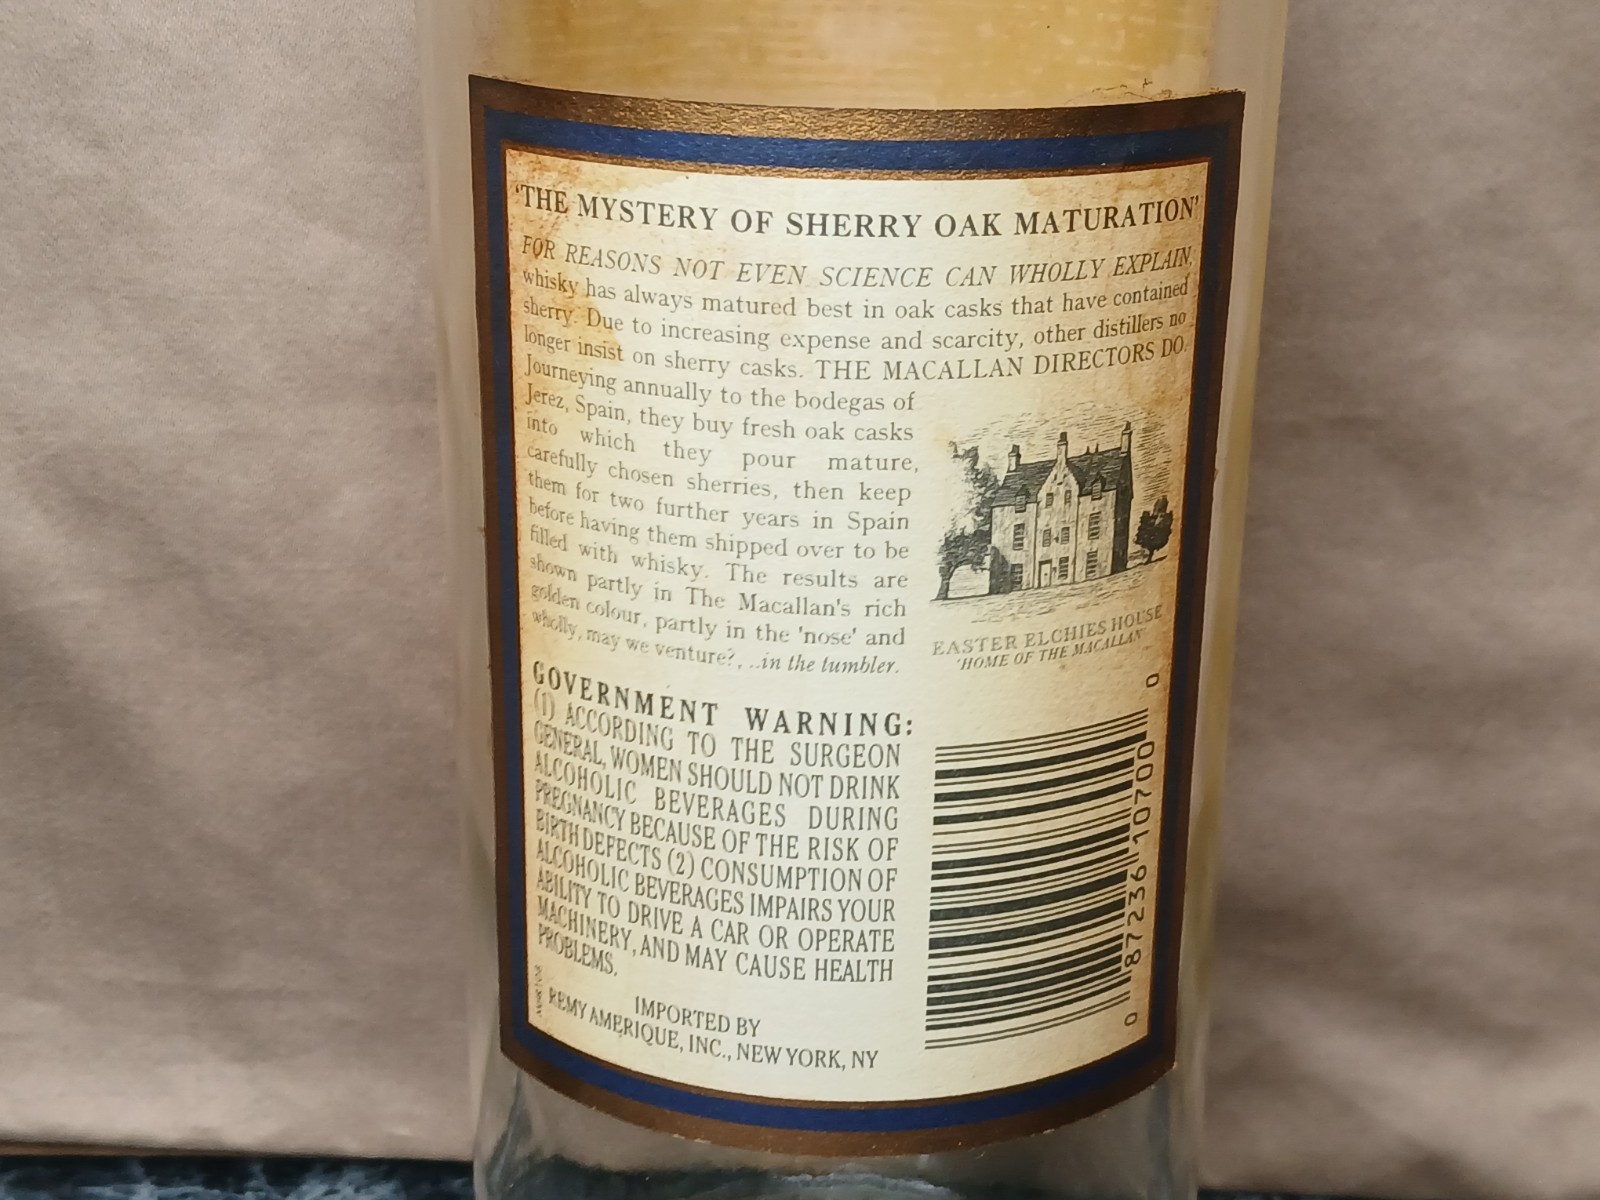 'THE MYSTERY OF SHERRY OAK MATURATION'
FOR REASONS NOT EVEN SCIENCE CAN WHOLLY EXPLAIN,
whisky has always matured best in oak casks that have contained
sherry. Due to increasing expense and scarcity, other distillers no
longer insist on sherry casks. THE MACALLAN DIRECTORS DO.
Journeying annually to the bodegas of
Jerez, Spain, they buy fresh oak casks
into which they pour mature,
carefully chosen sherries, then keep
them for two further years in Spain
before having them shipped over to be
filled with whisky. The results are
shown partly in The Macallan's rich
golden colour, partly in the 'nose' and
wholly, may we venture?, ..in the tumbler.
EASTER ELCHIES HOUSE
'HOME OF THE MACALLAN'
GOVERNMENT WARNING:
(1) ACCORDING TO THE SURGEON
GENERAL, WOMEN SHOULD NOT DRINK
ALCOHOLIC BEVERAGES DURING
PREGNANCY BECAUSE OF THE RISK OF
BIRTH DEFECTS (2) CONSUMPTION OF
ALCOHOLIC BEVERAGES IMPAIRS YOUR
ABILITY TO DRIVE A CAR OR OPERATE
MACHINERY, AND MAY CAUSE HEALTH
PROBLEMS.
IMPORTED BY
REMY AMERIQUE, INC., NEW YORK, NY
0 87236 10700 0